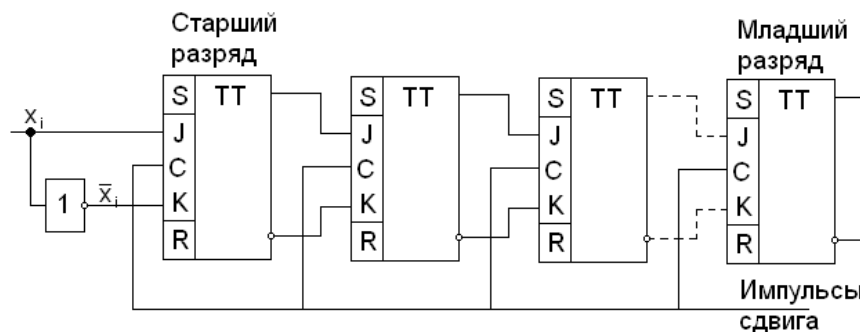 Старший
разряд
Младший
разряд
S TT
J
C
K
R
S TT
J
C
K
R
S TT
J
C
K
R
S TT
J
C
K
R
x i
1
x̅ i
Импульсы
сдвига